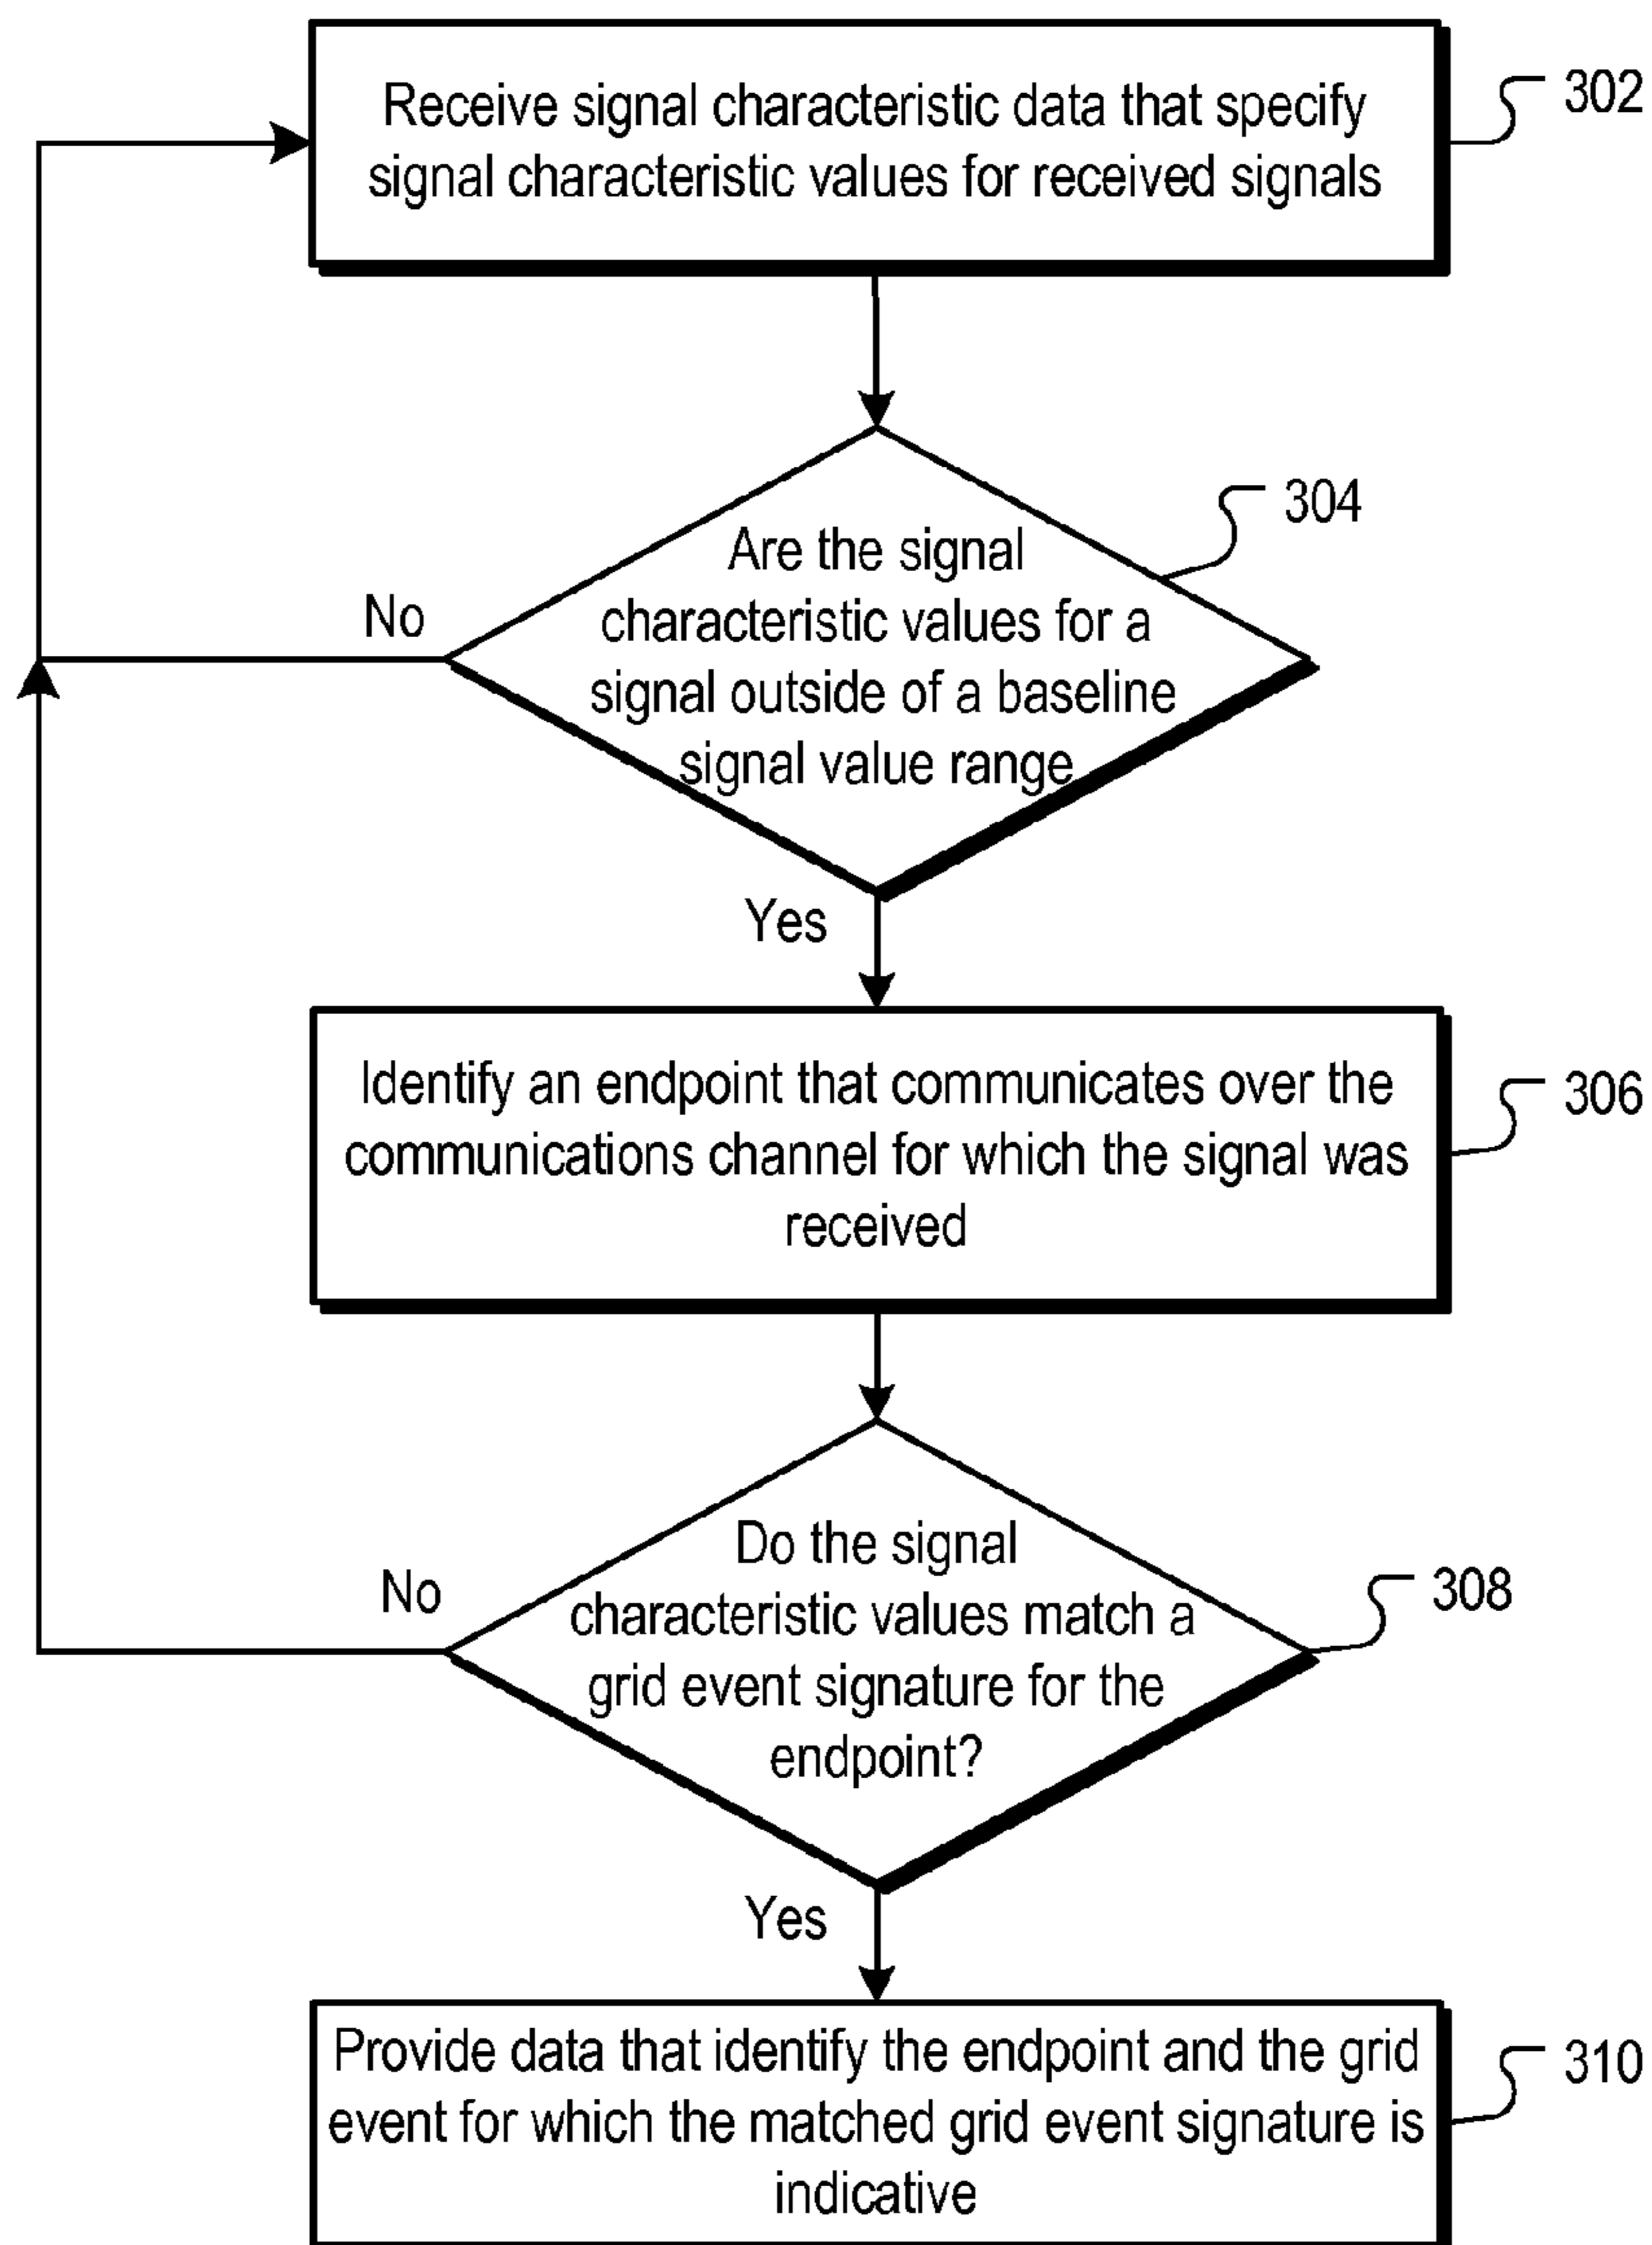 Receive signal characteristic data that specify
signal characteristic values for received signals
302
304
Are the signal
characteristic values for a
signal outside of a baseline
signal value range
No
Yes
Identify an endpoint that communicates over the
communications channel for which the signal was
received
306
Do the signal
characteristic values match a
grid event signature for the
endpoint?
308
No
Yes
Provide data that identify the endpoint and the grid
event for which the matched grid event signature is
indicative
310